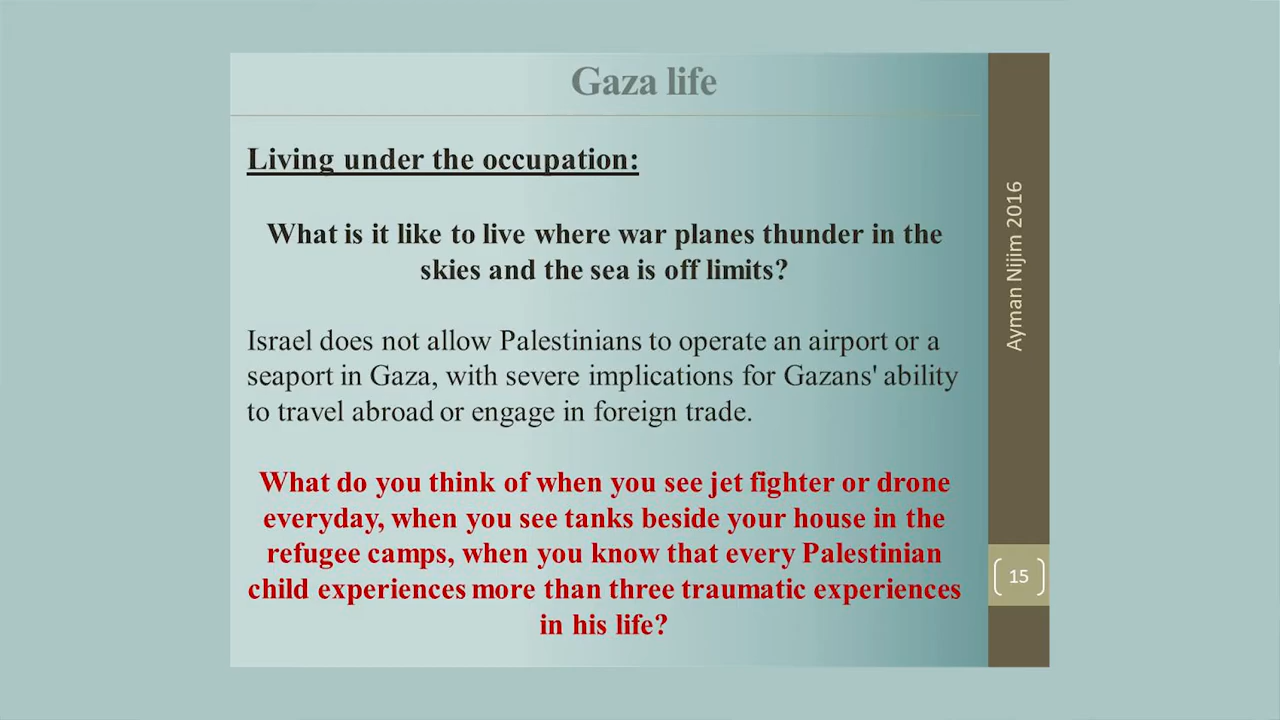 Gaza life
Living under the occupation:
What is it like to live where war planes thunder in the
skies and the sea is off limits?
Israel does not allow Palestinians to operate an airport or a
seaport in Gaza, with severe implications for Gazans' ability
to travel abroad or engage in foreign trade.
What do you think of when you see jet fighter or drone
everyday, when you see tanks beside your house in the
refugee camps, when you know that every Palestinian
child experiences more than three traumatic experiences
in his life?
Ayman Nijim 2016
15